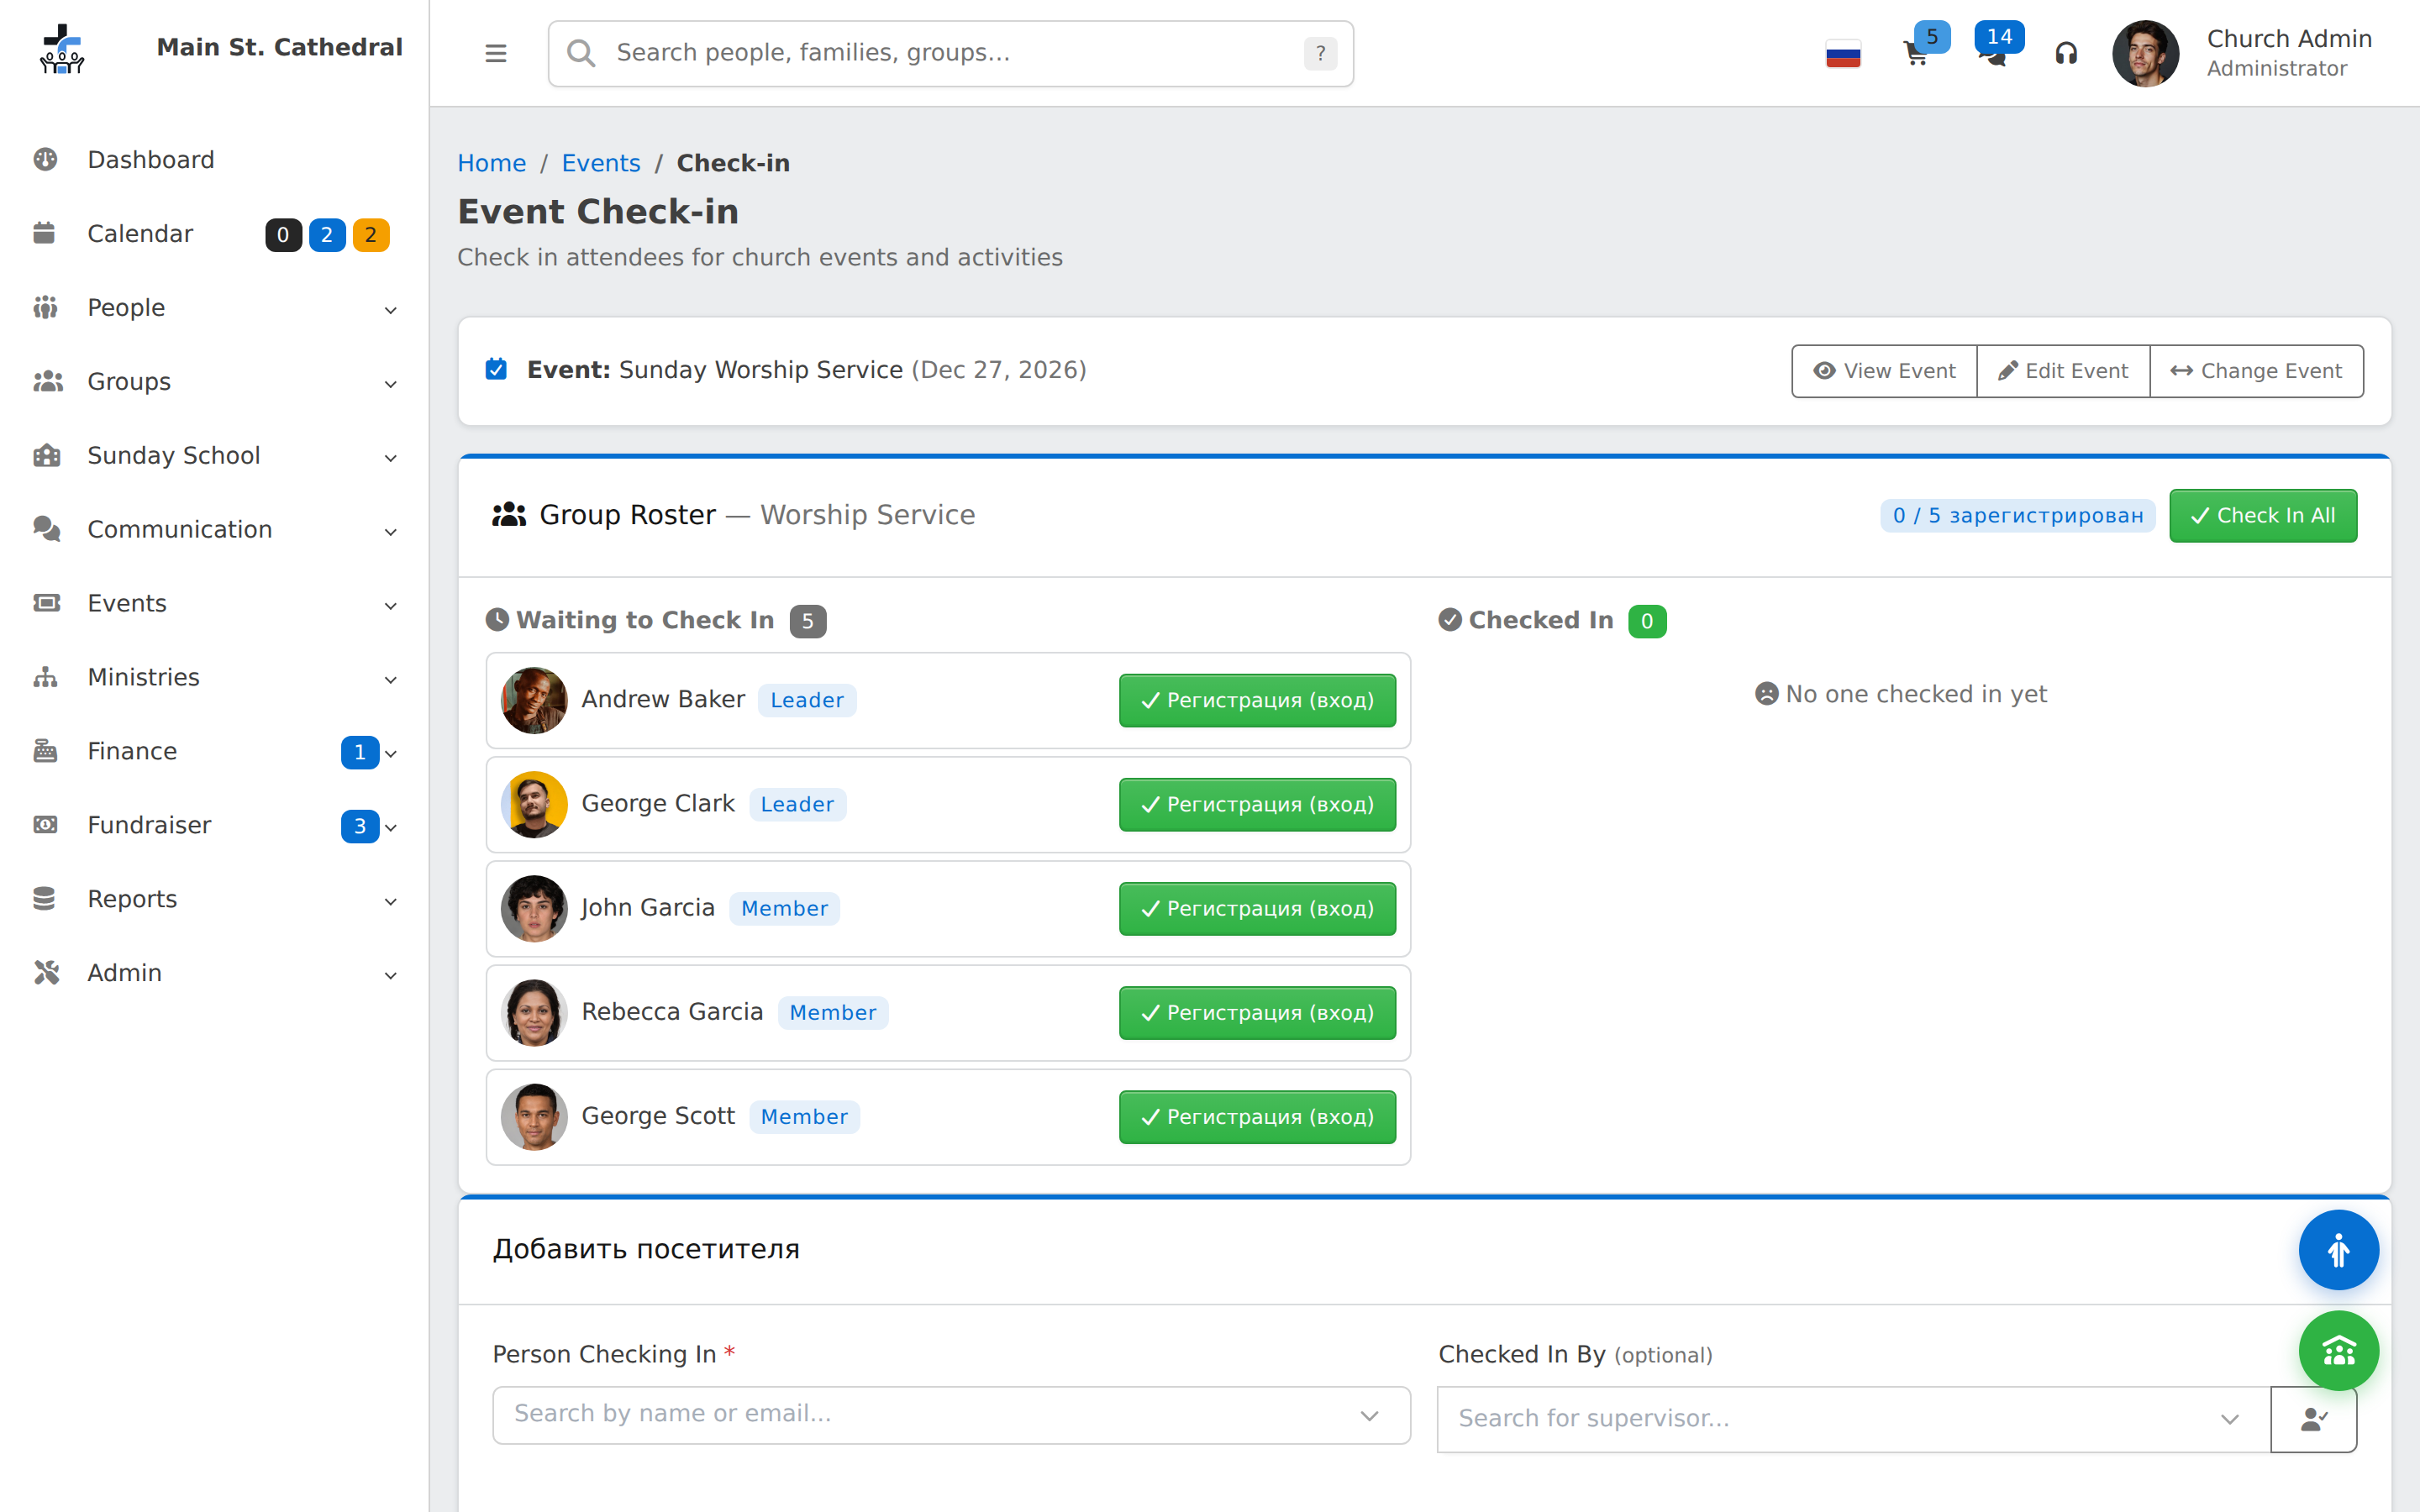 Main St. Cathedral
Search people, families, groups...
?
5
14
Church Admin
Administrator
Dashboard
Calendar
0
2
2
People
Groups
Sunday School
Communication
Events
Ministries
Finance
1
Fundraiser
3
Reports
Admin
Home / Events / Check-in
Event Check-in
Check in attendees for church events and activities
Event: Sunday Worship Service (Dec 27, 2026)
View Event
Edit Event
Change Event
Group Roster — Worship Service
0 / 5 зарегистрирован
Check In All
Waiting to Check In 5
Andrew Baker Leader Регистрация (вход)
George Clark Leader Регистрация (вход)
John Garcia Member Регистрация (вход)
Rebecca Garcia Member Регистрация (вход)
George Scott Member Регистрация (вход)
Checked In 0
No one checked in yet
Добавить посетителя
Person Checking In *
Search by name or email...
Checked In By (optional)
Search for supervisor...